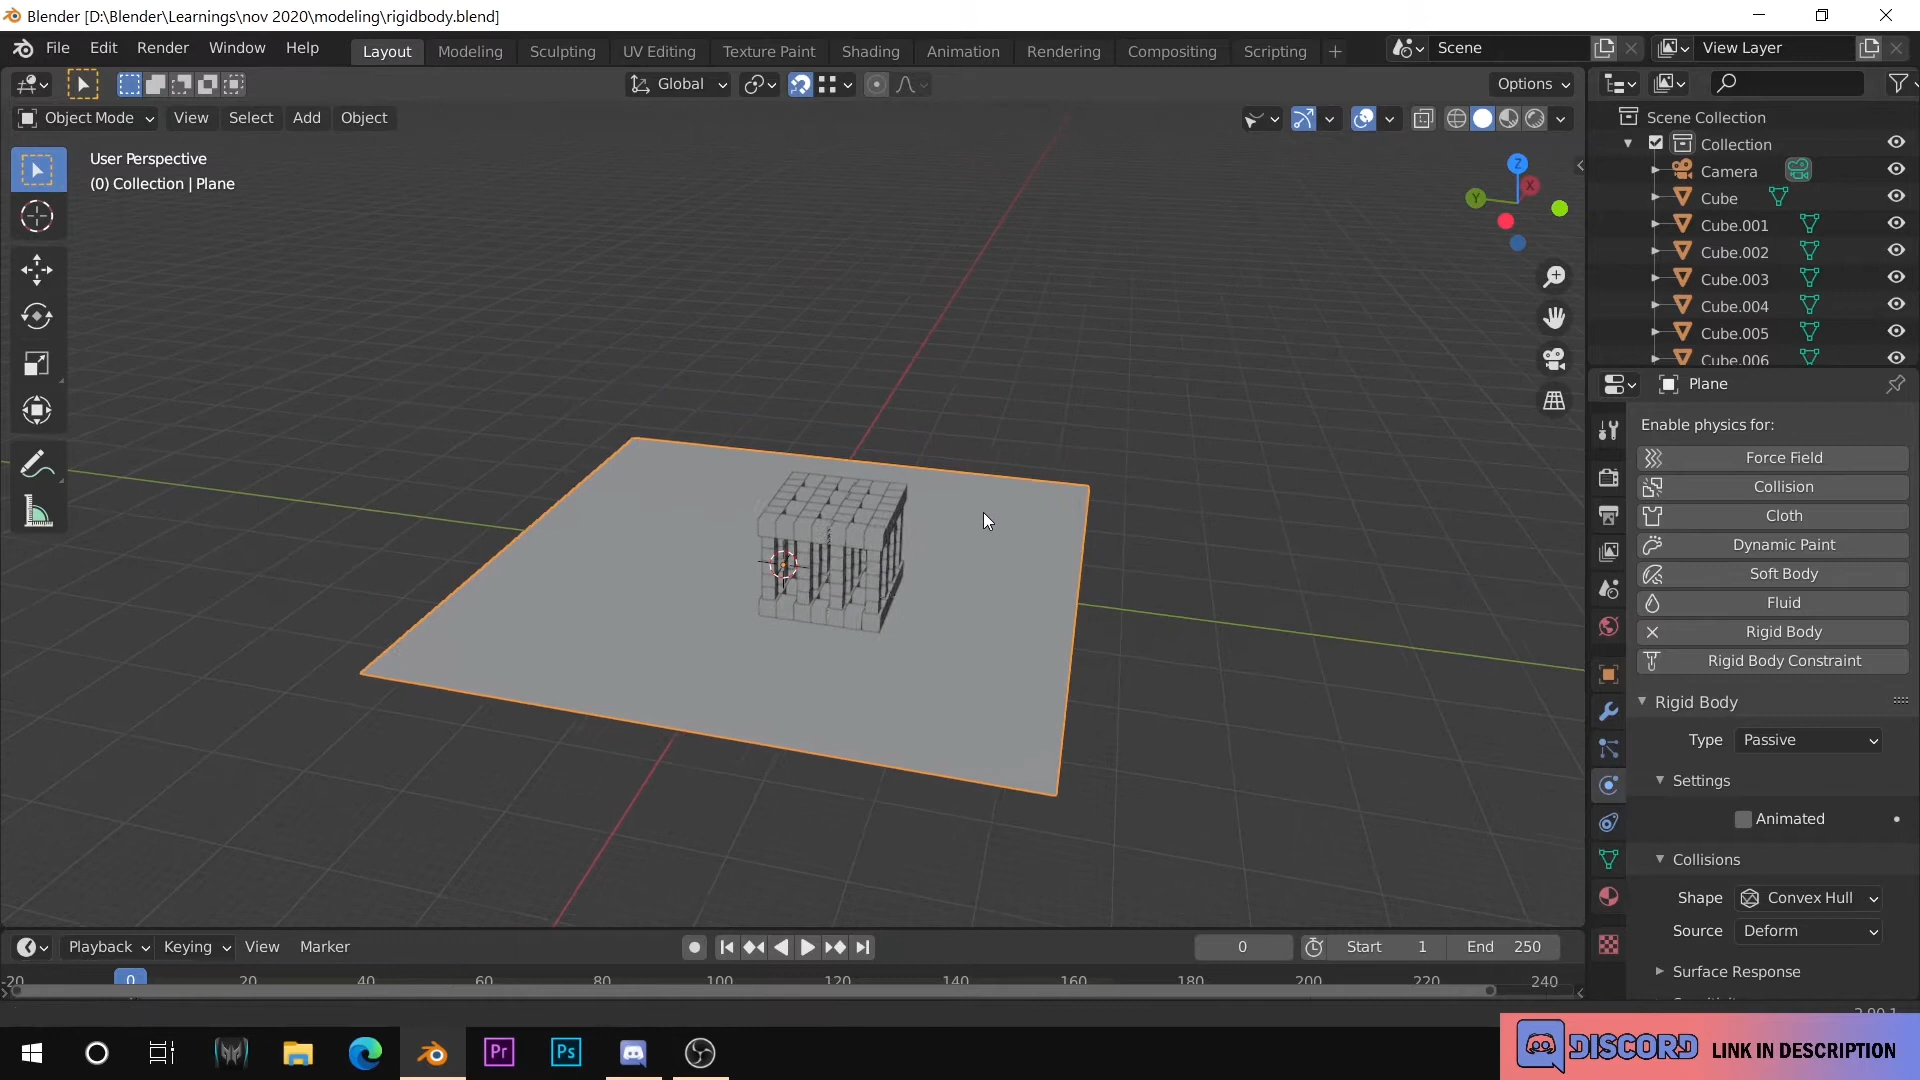 Blender [D:\Blender\Learnings\nov 2020\modeling\rigidbody.blend]
File Edit Render Window Help Layout Modeling Sculpting UV Editing Texture Paint Shading Animation Rendering Compositing Scripting + Scene View Layer
Global Options
Object Mode View Select Add Object
User Perspective
(0) Collection | Plane
Z
X
Y
Scene Collection
Collection
Camera
Cube
Cube.001
Cube.002
Cube.003
Cube.004
Cube.005
Cube.006
Plane
Enable physics for:
Force Field
Collision
Cloth
Dynamic Paint
Soft Body
Fluid
Rigid Body
Rigid Body Constraint
Rigid Body
Type Passive
Settings
Animated
Collisions
Shape Convex Hull
Source Deform
Surface Response
Playback Keying View Marker 0 Start 1 End 250
-20 0 20 40 60 80 100 120 140 160 180 200 220 240
Pr Ps
DISCORD LINK IN DESCRIPTION